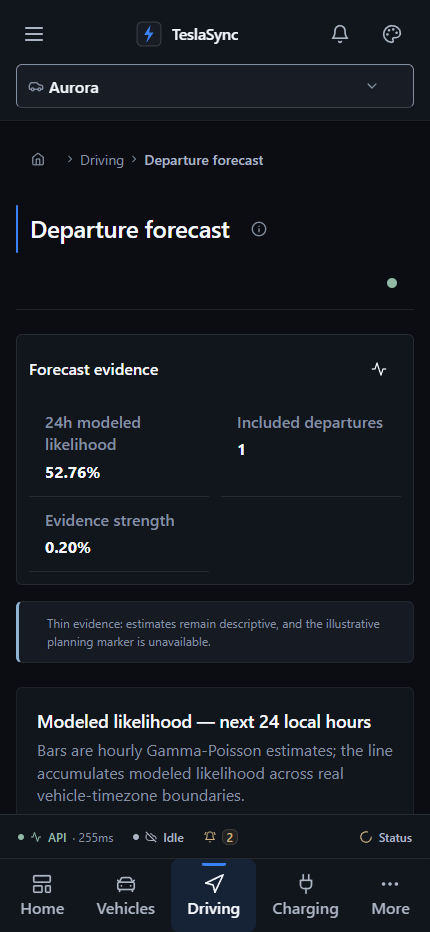 TeslaSync
Aurora
Driving
Departure forecast
Departure forecast
Forecast evidence
24h modeled
likelihood
52.76%
Included departures
1
Evidence strength
0.20%
Thin evidence: estimates remain descriptive, and the illustrative
planning marker is unavailable.
Modeled likelihood — next 24 local hours
Bars are hourly Gamma-Poisson estimates; the line
accumulates modeled likelihood across real
vehicle-timezone boundaries.
API · 255ms
Idle
2
Status
Home
Vehicles
Driving
Charging
More